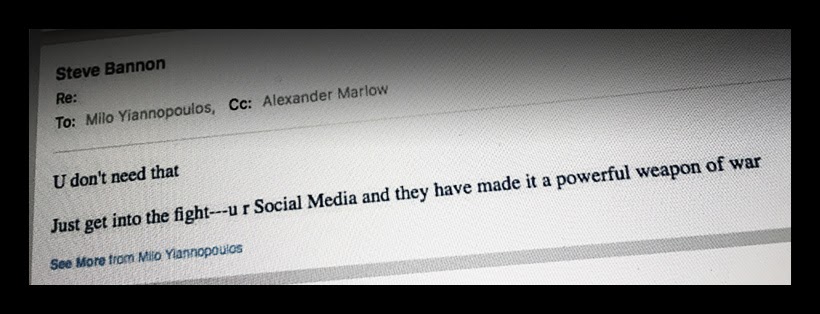 Steve Bannon
Re:
To: Milo Yiannopoulos, Cc: Alexander Marlow
U don't need that
Just get into the fight---u r Social Media and they have made it a powerful weapon of war
See More from Milo Yiannopoulos